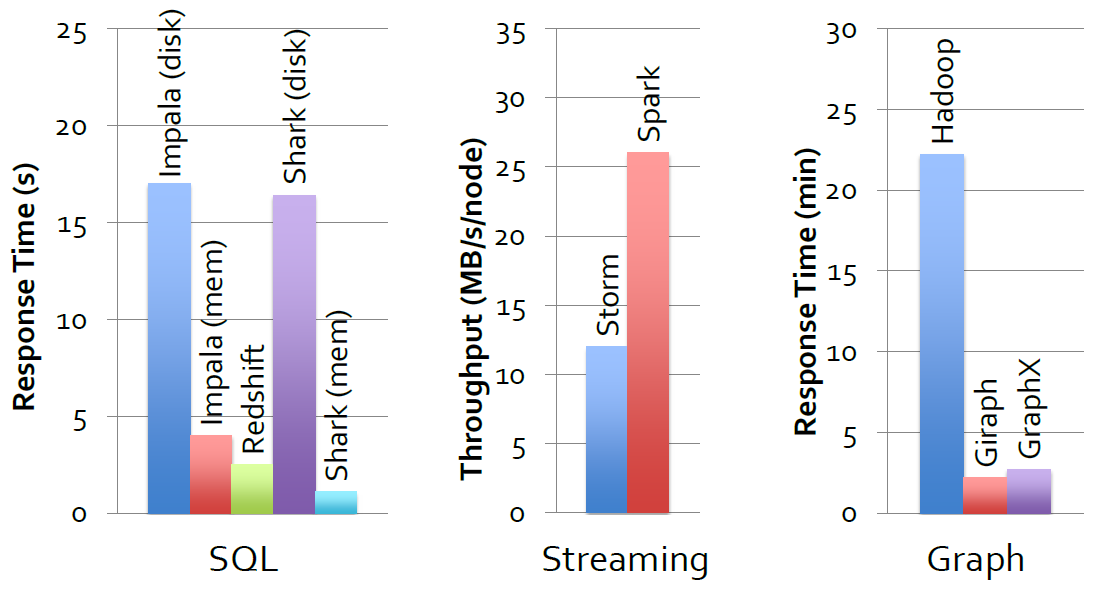 Response Time (s)
25
20
15
10
5
0
Impala (disk)
Impala (mem)
Redshift
Shark (disk)
Shark (mem)
SQL
Throughput (MB/s/node)
35
30
25
20
15
10
5
0
Storm
Spark
Streaming
Response Time (min)
30
25
20
15
10
5
0
Hadoop
Giraph
GraphX
Graph